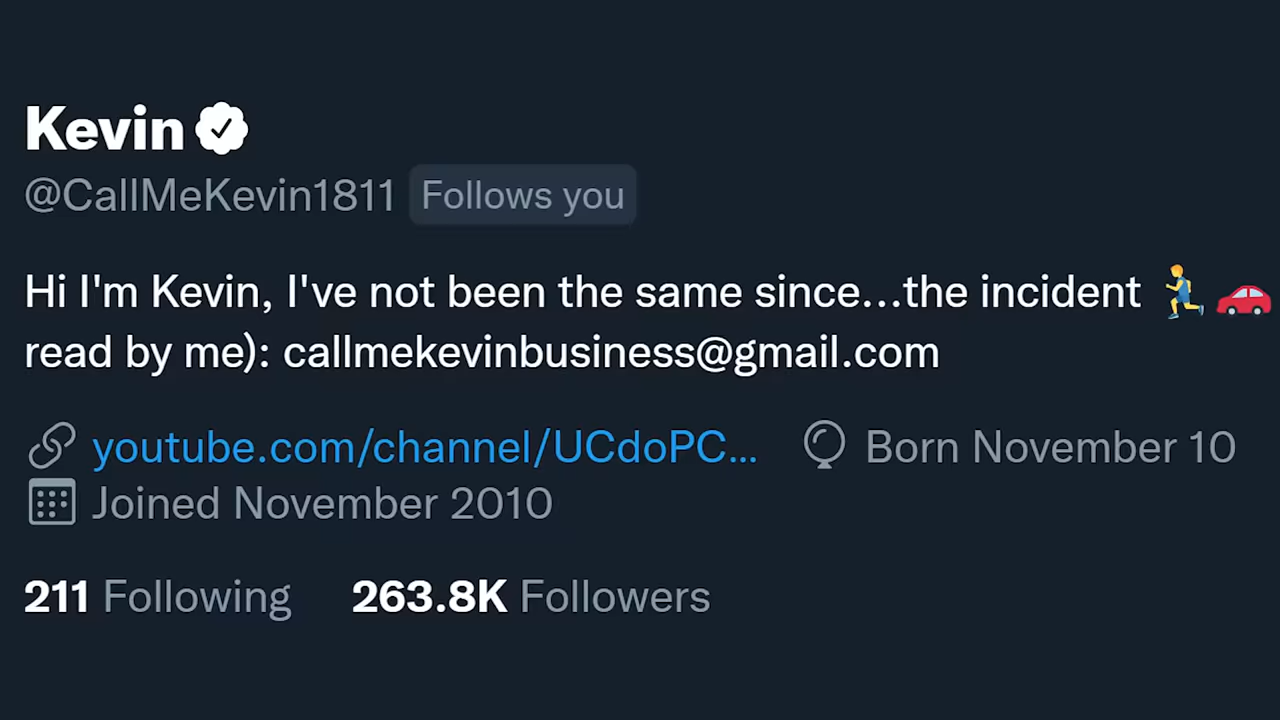 Kevin
@CallMeKevin1811 Follows you
Hi I'm Kevin, I've not been the same since...the incident 🏃🚗
read by me): callmekevinbusiness@gmail.com
youtube.com/channel/UCdoPC... Born November 10
Joined November 2010
211 Following 263.8K Followers